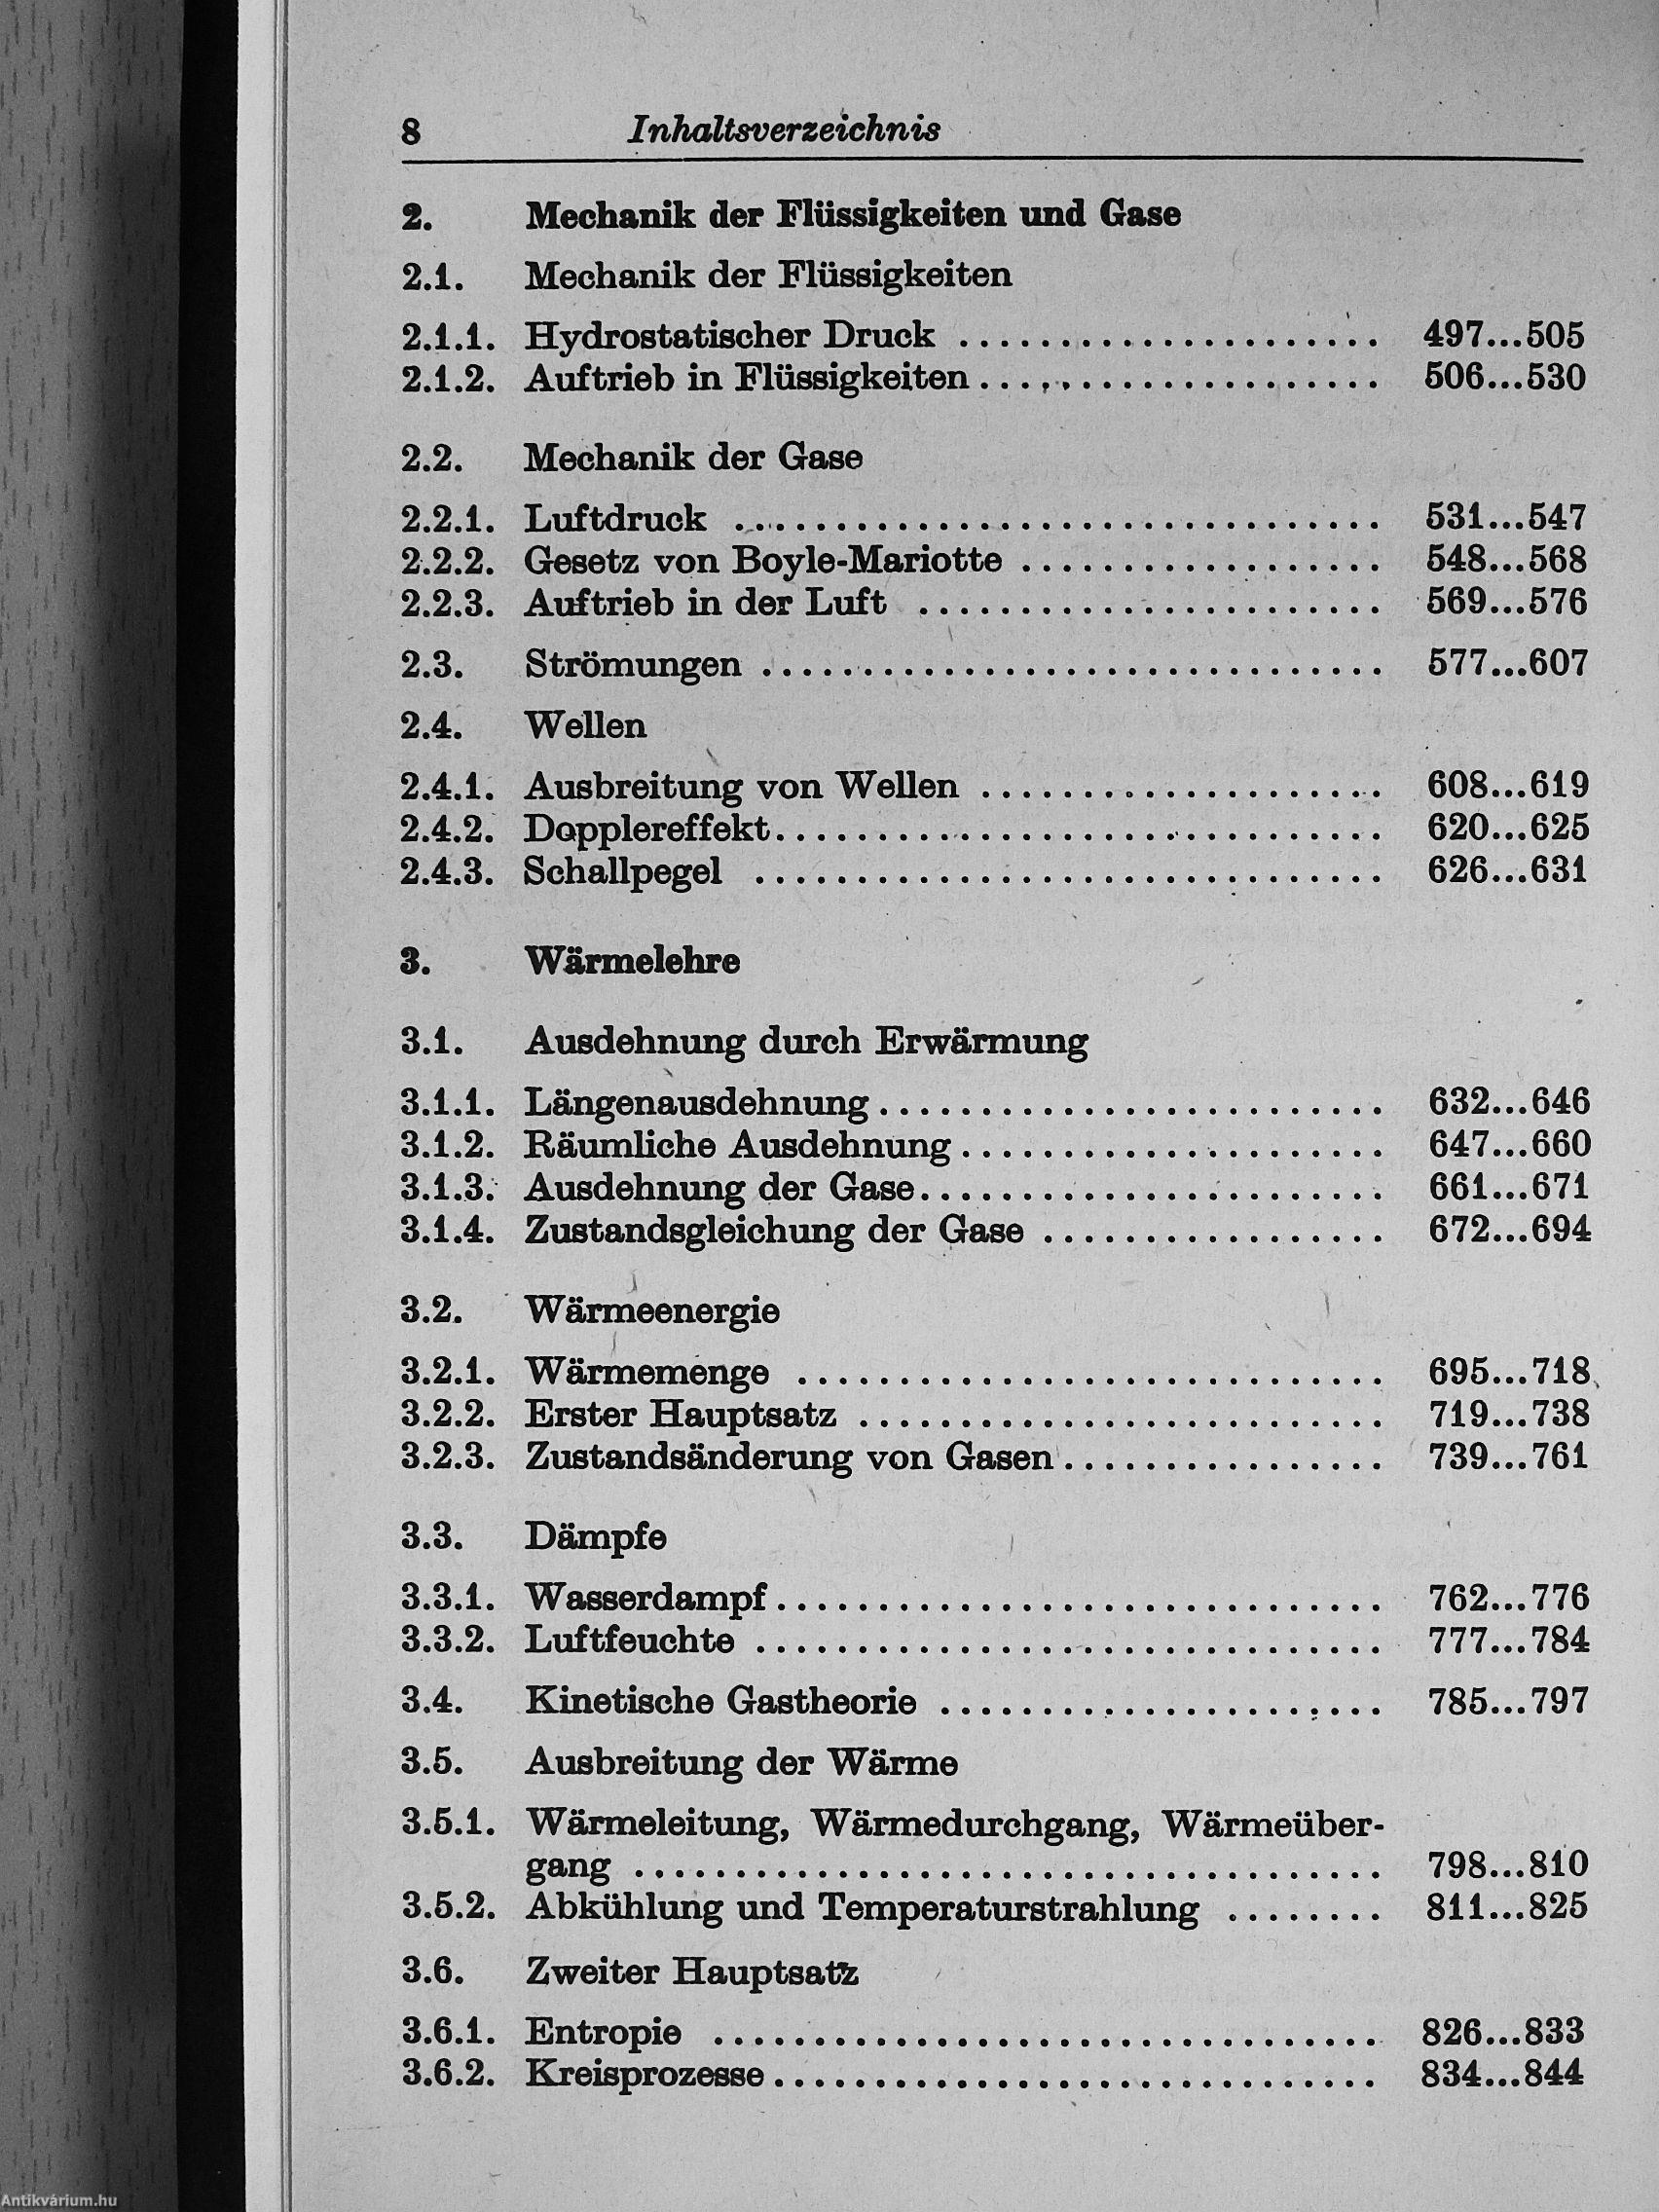 8 Inhaltsverzeichnis
2. Mechanik der Flüssigkeiten und Gase
2.1. Mechanik der Flüssigkeiten
2.1.1. Hydrostatischer Druck ..................... 497...505
2.1.2. Auftrieb in Flüssigkeiten .................... 506...530
2.2. Mechanik der Gase
2.2.1. Luftdruck ................................ 531...547
2.2.2. Gesetz von Boyle-Mariotte .................. 548...568
2.2.3. Auftrieb in der Luft ....................... 569...576
2.3. Strömungen ............................... 577...607
2.4. Wellen
2.4.1. Ausbreitung von Wellen .................... 608...619
2.4.2. Dopplereffekt.............................. 620...625
2.4.3. Schallpegel ............................... 626...631
3. Wärmelehre
3.1. Ausdehnung durch Erwärmung
3.1.1. Längenausdehnung......................... 632...646
3.1.2. Räumliche Ausdehnung ..................... 647...660
3.1.3. Ausdehnung der Gase....................... 661...671
3.1.4. Zustandsgleichung der Gase ................. 672...694
3.2. Wärmeenergie
3.2.1. Wärmemenge ............................. 695...718
3.2.2. Erster Hauptsatz .......................... 719...738
3.2.3. Zustandsänderung von Gasen................ 739...761
3.3. Dämpfe
3.3.1. Wasserdampf .............................. 762...776
3.3.2. Luftfeuchte ............................... 777...784
3.4. Kinetische Gastheorie ...................... 785...797
3.5. Ausbreitung der Wärme
3.5.1. Wärmeleitung, Wärmedurchgang, Wärmeüber-
gang ..................................... 798...810
3.5.2. Abkühlung und Temperaturstrahlung ........ 811...825
3.6. Zweiter Hauptsatz
3.6.1. Entropie ................................. 826...833
3.6.2. Kreisprozesse .............................. 834...844
Antikvárium.hu